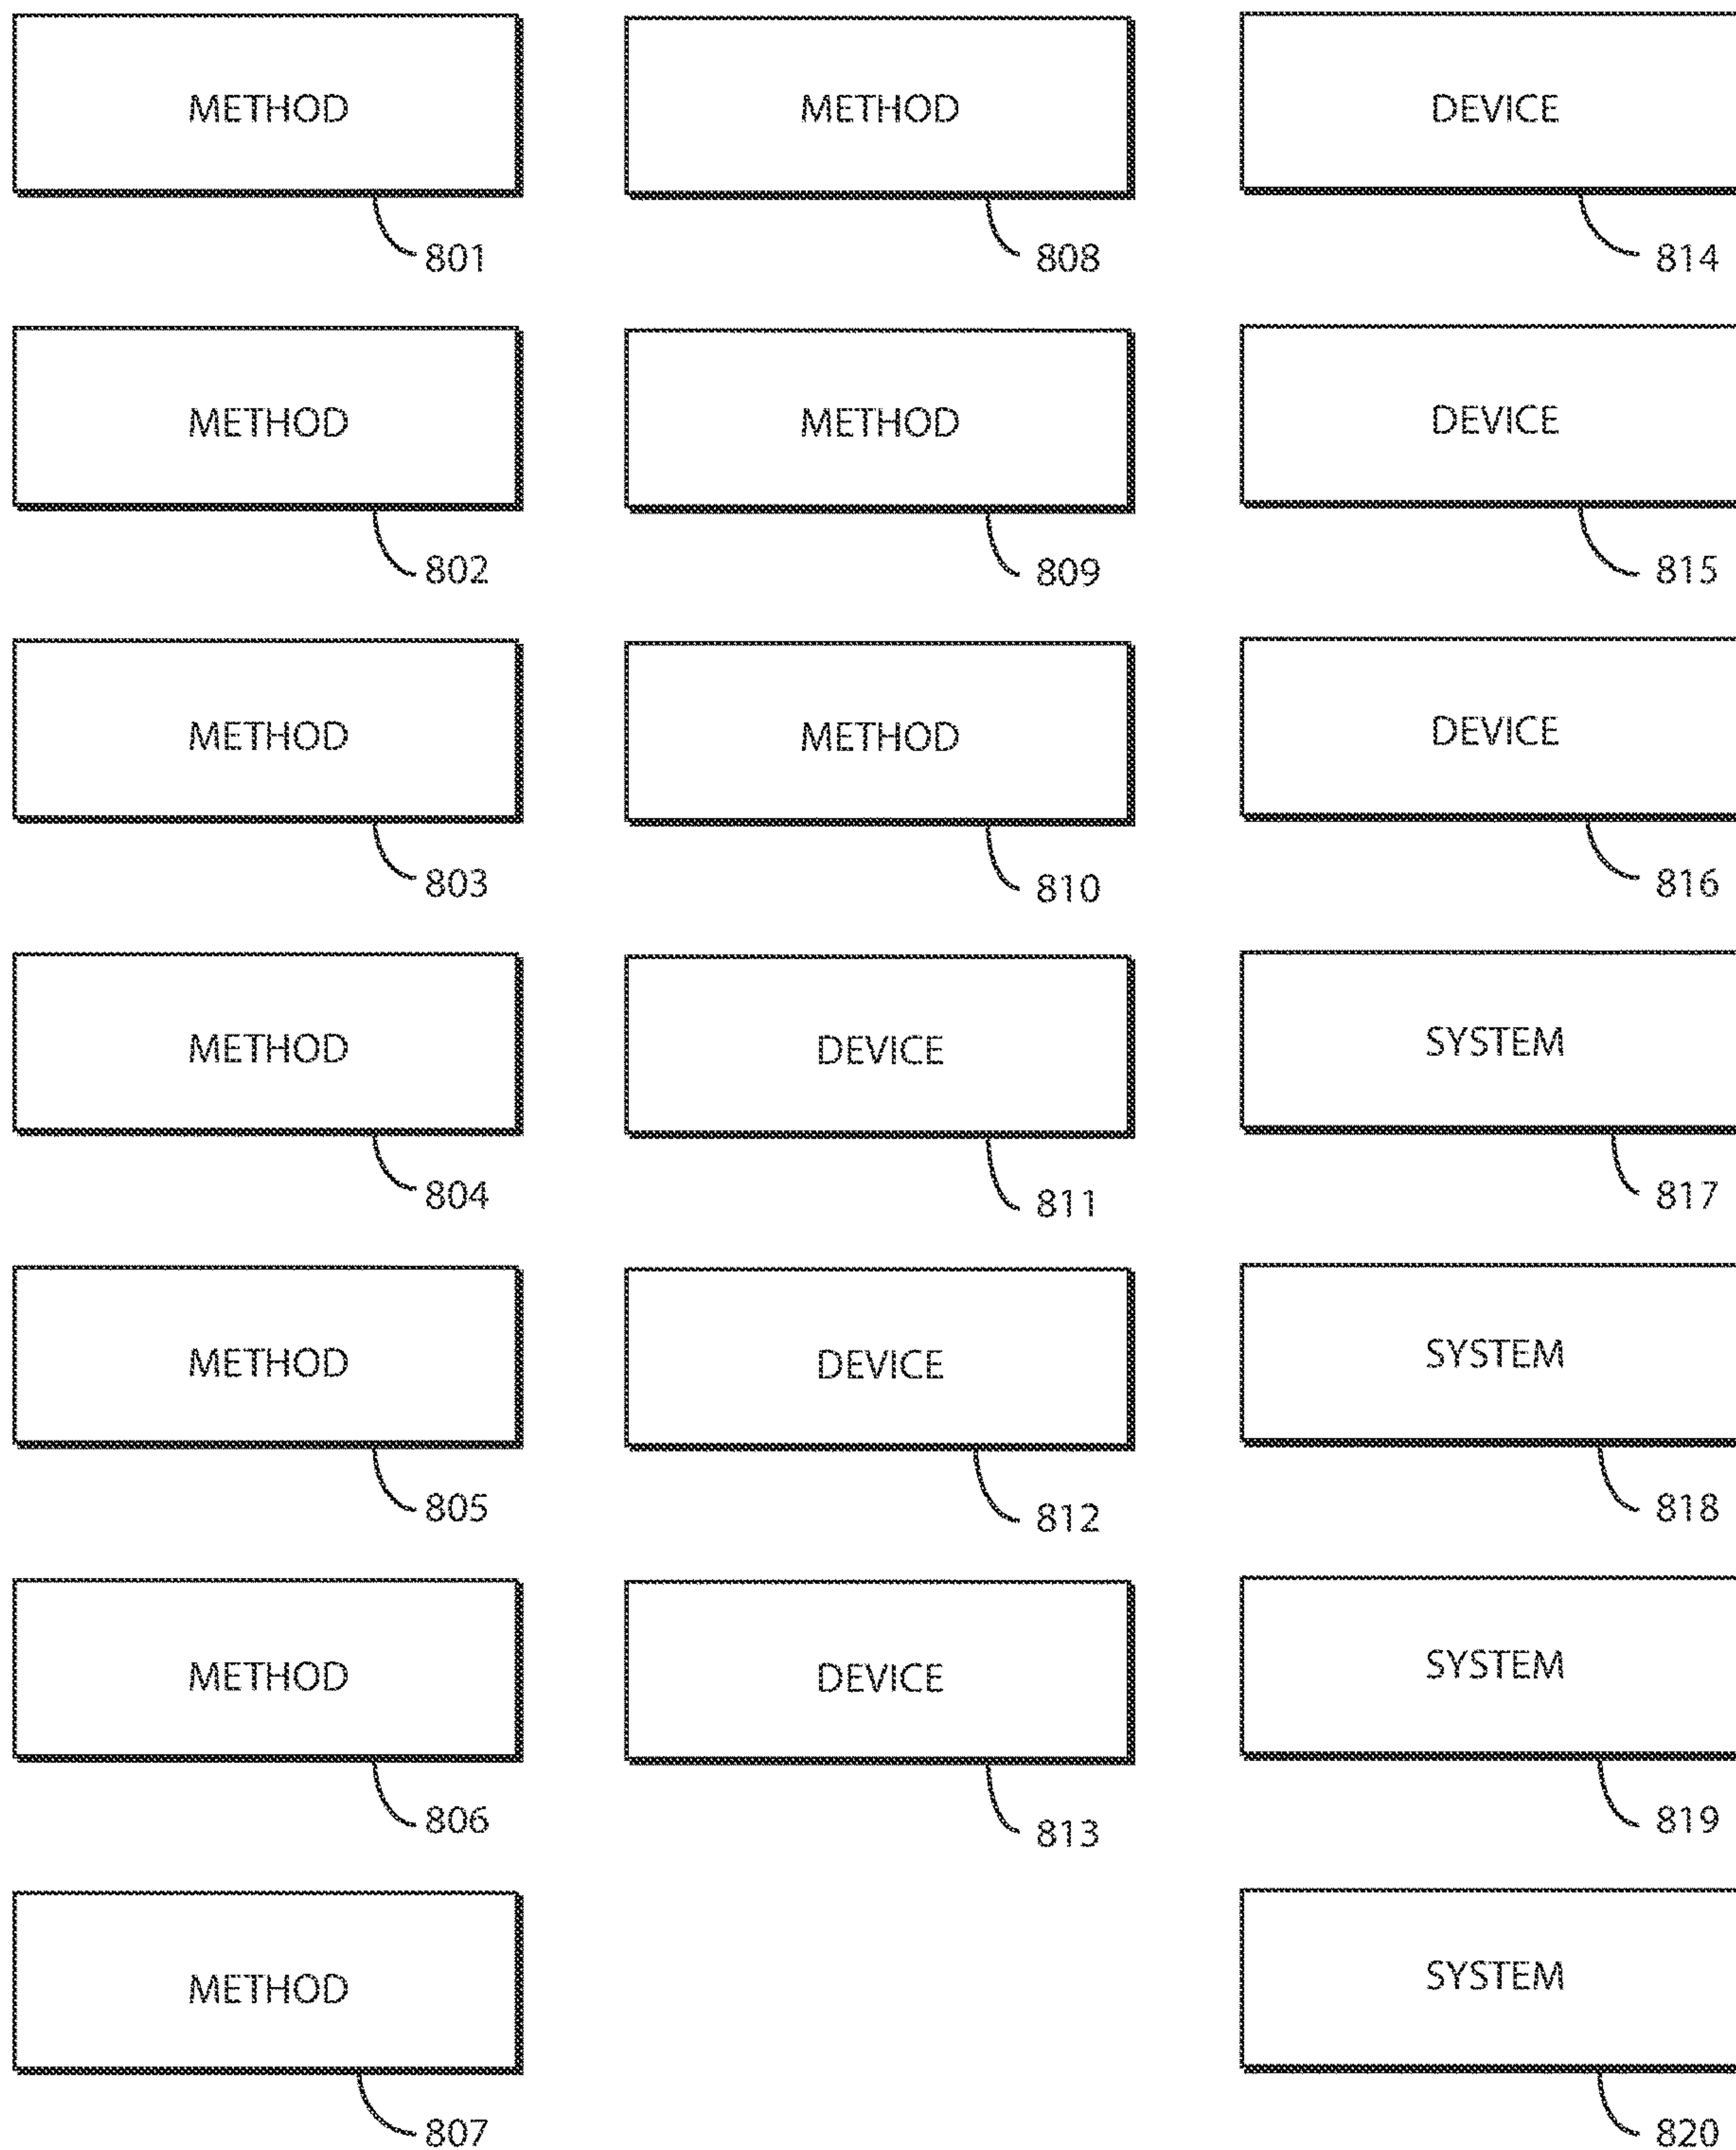 METHOD
801
METHOD
802
METHOD
803
METHOD
804
METHOD
805
METHOD
806
METHOD
807
METHOD
808
METHOD
809
METHOD
810
DEVICE
811
DEVICE
812
DEVICE
813
DEVICE
814
DEVICE
815
DEVICE
816
SYSTEM
817
SYSTEM
818
SYSTEM
819
SYSTEM
820